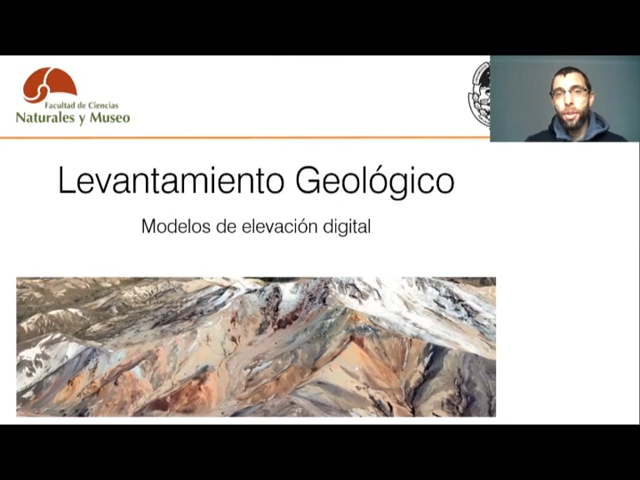 Facultad de Ciencias
Naturales y Museo
Levantamiento Geológico
Modelos de elevación digital